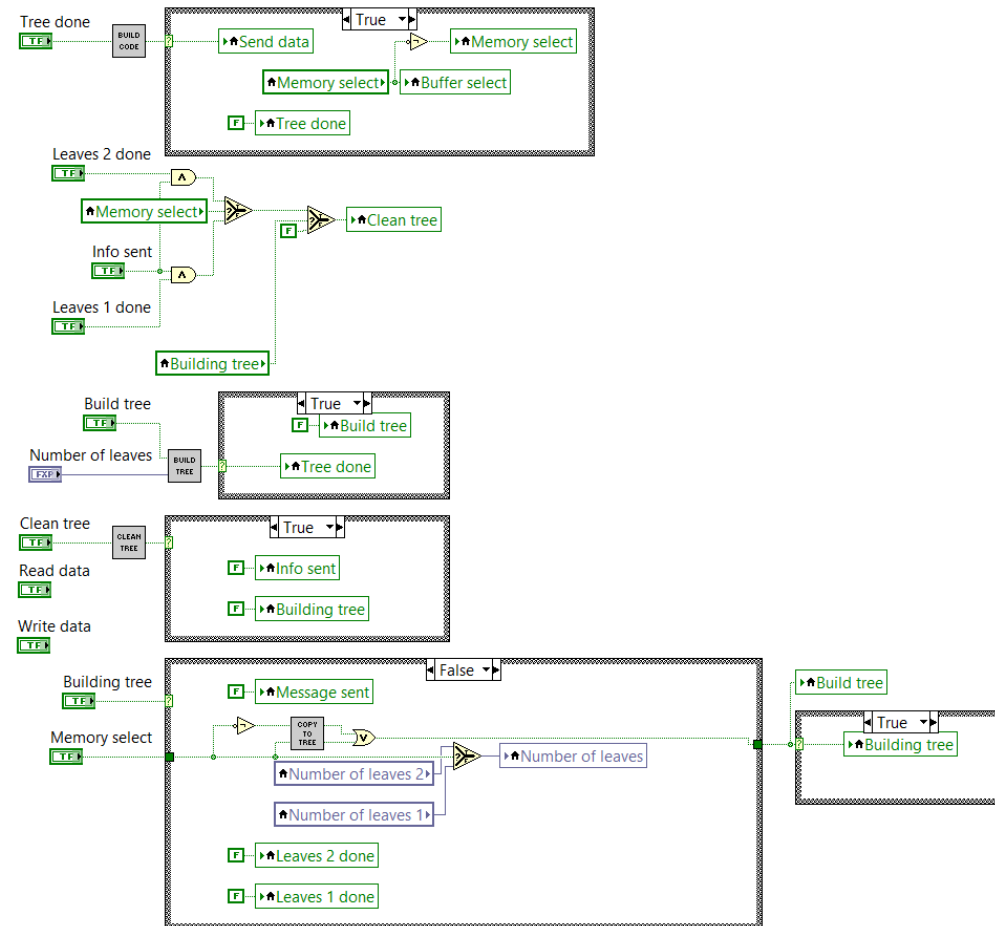 Tree done
TF
BUILD
CODE
True
?
Send data
Memory select
Memory select
Buffer select
F
Tree done
Leaves 2 done
TF
Memory select
?
T
F
?
T
F
F
Clean tree
Info sent
TF
Leaves 1 done
TF
Building tree
Build tree
TF
Number of leaves
FXP
BUILD
TREE
True
F
Build tree
?
Tree done
Clean tree
TF
CLEAN
TREE
True
?
Read data
TF
F
Info sent
F
Building tree
Write data
TF
Building tree
TF
False
?
F
Message sent
Build tree
Memory select
TF
COPY
TO
TREE
V
True
?
Building tree
?
T
F
Number of leaves 2
Number of leaves
Number of leaves 1
F
Leaves 2 done
F
Leaves 1 done